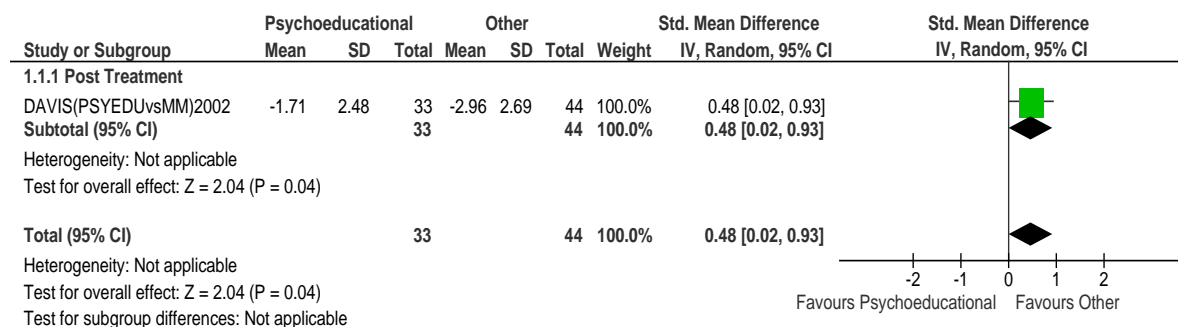 Psychoeducational Other Std. Mean Difference Std. Mean Difference
Study or Subgroup Mean SD Total Mean SD Total Weight IV, Random, 95% CI IV, Random, 95% CI
1.1.1 Post Treatment
DAVIS(PSYEDUvsMM)2002 -1.71 2.48 33 -2.96 2.69 44 100.0% 0.48 [0.02, 0.93]
Subtotal (95% CI) 33 44 100.0% 0.48 [0.02, 0.93]
Heterogeneity: Not applicable
Test for overall effect: Z = 2.04 (P = 0.04)
Total (95% CI) 33 44 100.0% 0.48 [0.02, 0.93]
Heterogeneity: Not applicable
Test for overall effect: Z = 2.04 (P = 0.04)
Test for subgroup differences: Not applicable
-2 -1 0 1 2
Favours Psychoeducational Favours Other